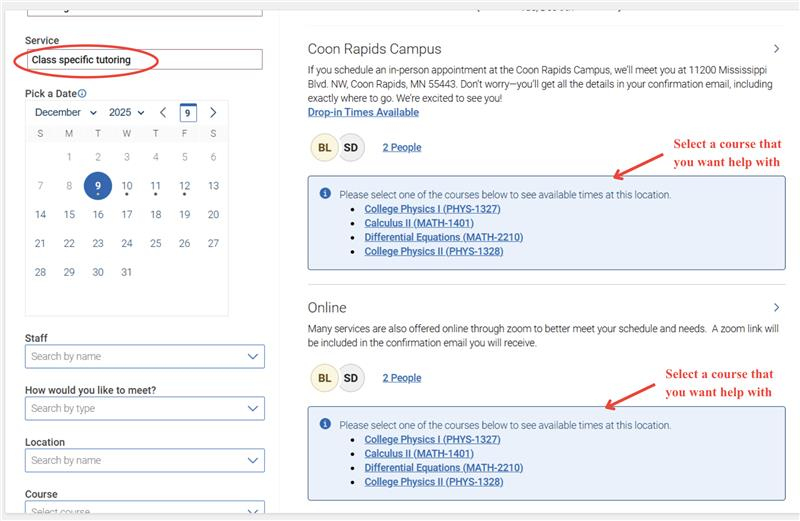 Service
Class specific tutoring
Pick a Date
December 2025 9
S M T W T F S
1 2 3 4 5 6
7 8 9 10 11 12 13
14 15 16 17 18 19 20
21 22 23 24 25 26 27
28 29 30 31
Staff
Search by name
How would you like to meet?
Search by type
Location
Search by name
Course
Select course
Coon Rapids Campus
If you schedule an in-person appointment at the Coon Rapids Campus, we'll meet you at 11200 Mississippi
Blvd. NW, Coon Rapids, MN 55443. Don't worry—you'll get all the details in your confirmation email, including
exactly where to go. We're excited to see you!
Drop-in Times Available
BL SD 2 People
Select a course that
you want help with
Please select one of the courses below to see available times at this location.
College Physics I (PHYS-1327)
Calculus II (MATH-1401)
Differential Equations (MATH-2210)
College Physics II (PHYS-1328)
Online
Many services are also offered online through zoom to better meet your schedule and needs. A zoom link will
be included in the confirmation email you will receive.
BL SD 2 People
Select a course that
you want help with
Please select one of the courses below to see available times at this location.
College Physics I (PHYS-1327)
Calculus II (MATH-1401)
Differential Equations (MATH-2210)
College Physics II (PHYS-1328)